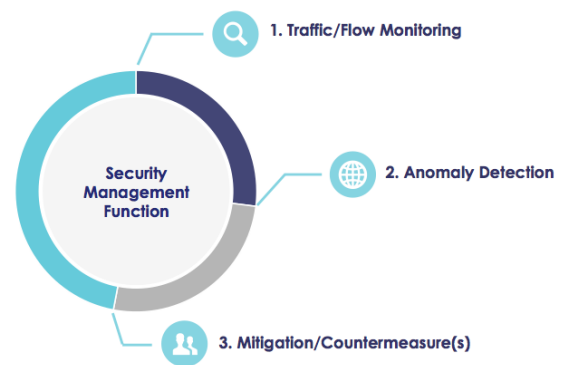 1. Traffic/Flow Monitoring
Security
Management
Function
2. Anomaly Detection
3. Mitigation/Countermeasure(s)